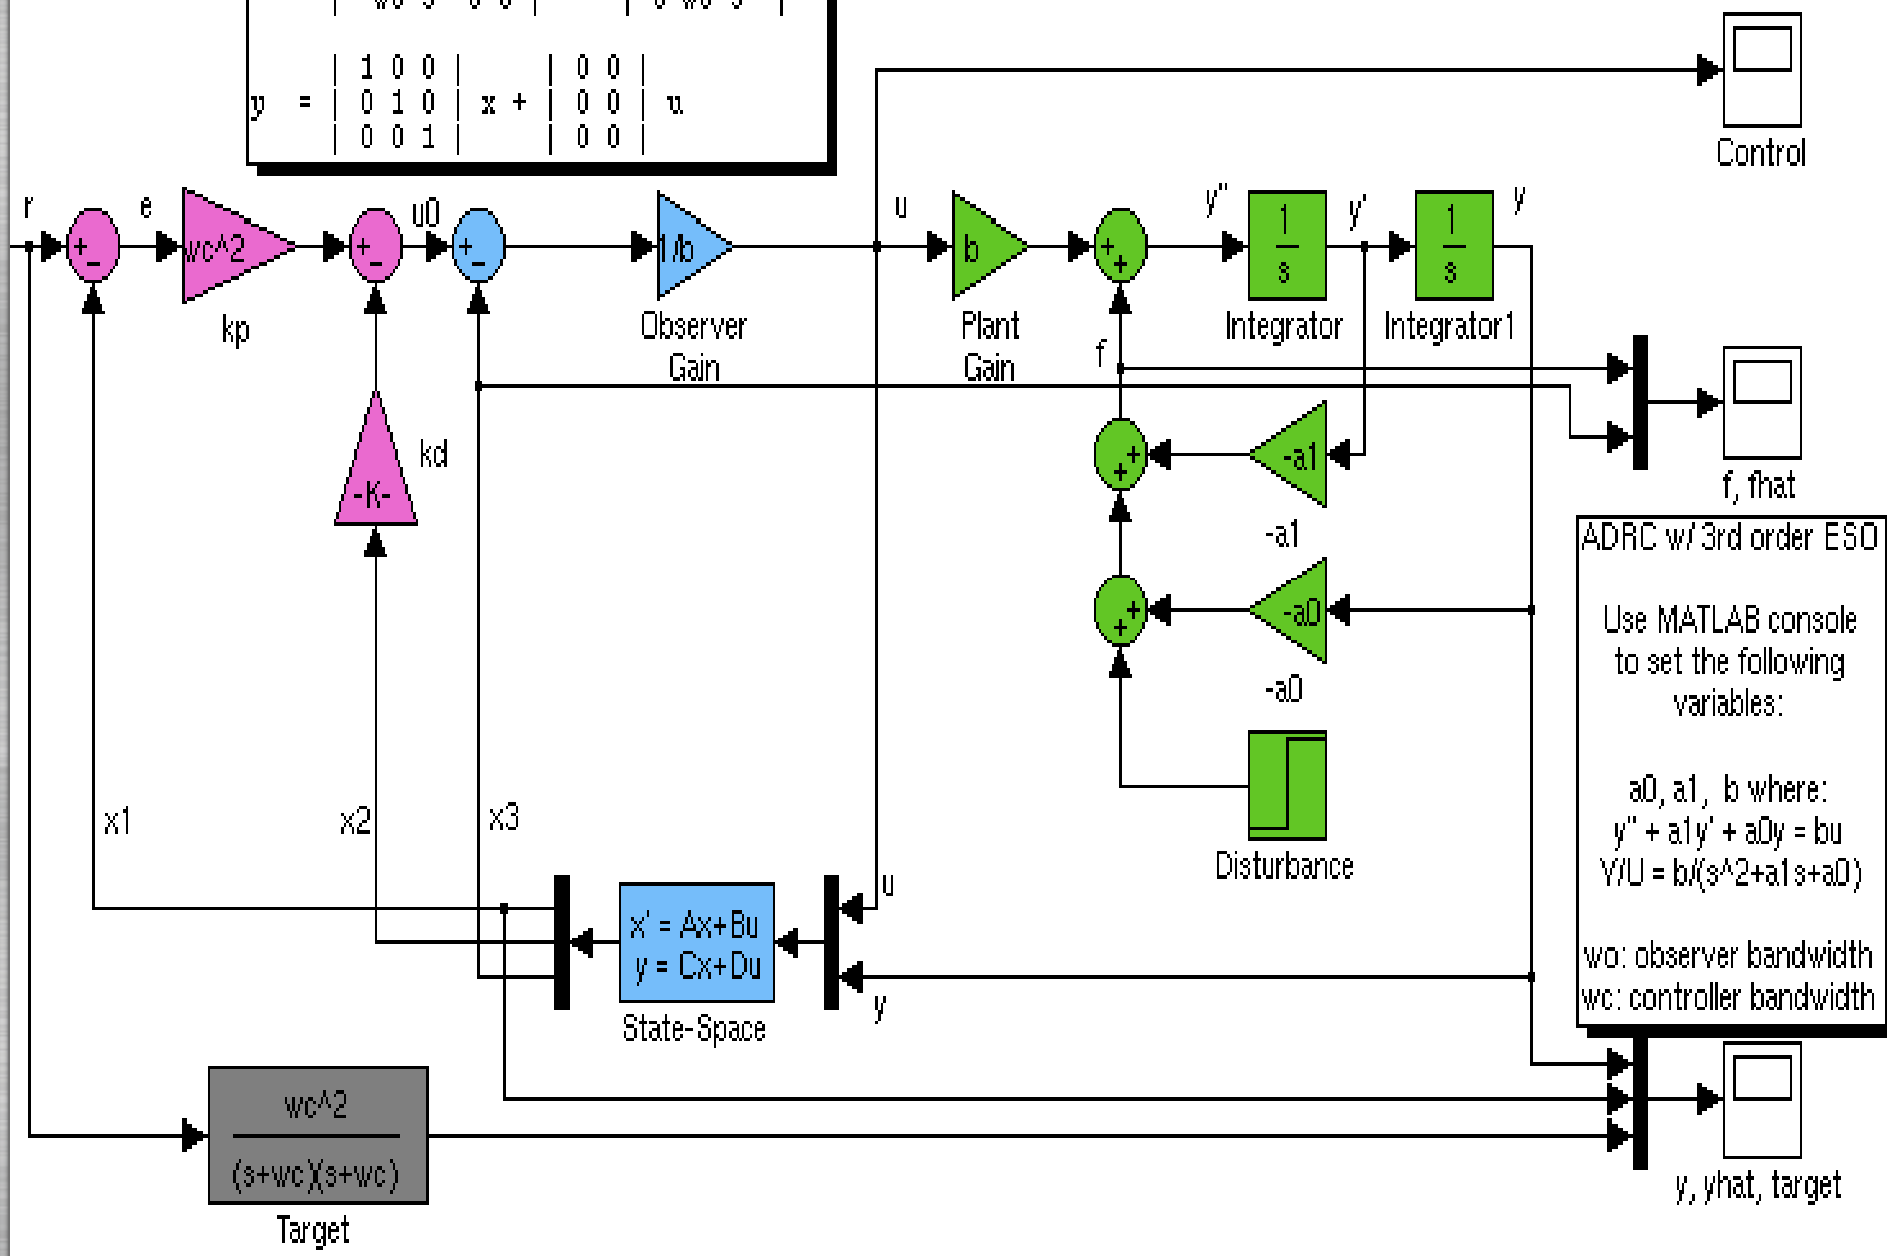 | 1 0 0 | | 0 0 |
y = | 0 1 0 | x + | 0 0 | u
| 0 0 1 | | 0 0 |
Control
r
+
-
e
wc^2
kp
+
-
u0
+
-
1/b
Observer
Gain
u
b
Plant
Gain
+
+
y''
1
s
Integrator
y'
1
s
Integrator1
y
f
-K-
kd
+
+
-a1
-a1
f, fhat
+
+
-a0
-a0
Disturbance
ADRC w/ 3rd order ESO
Use MATLAB console
to set the following
variables:
a0, a1, b where:
y'' + a1y' + a0y = bu
Y/U = b/(s^2+a1s+a0)
wo: observer bandwidth
wc: controller bandwidth
x1
x2
x3
x' = Ax+Bu
y = Cx+Du
State-Space
u
y
wc^2
(s+wc)(s+wc)
Target
y, yhat, target